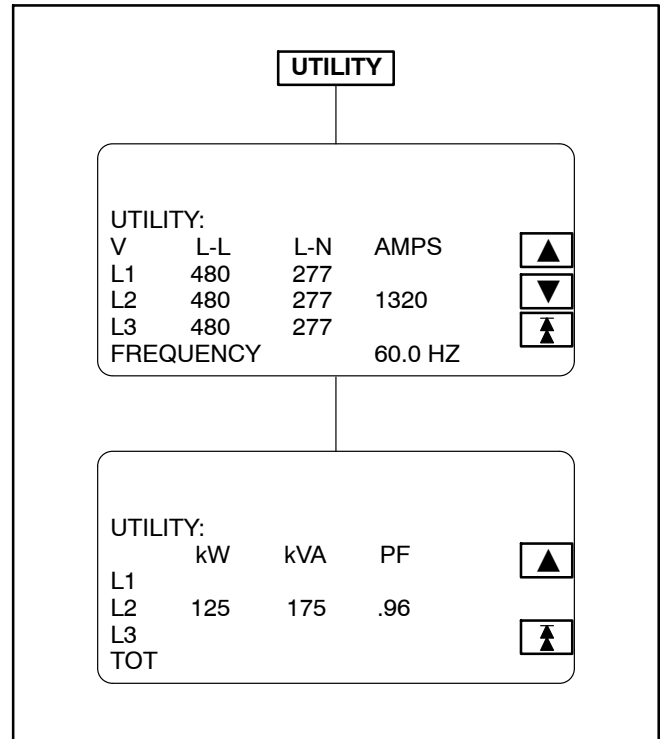 UTILITY
UTILITY:
V L-L L-N AMPS
L1 480 277
L2 480 277 1320
L3 480 277
FREQUENCY 60.0 HZ
UTILITY:
kW kVA PF
L1
L2 125 175 .96
L3
TOT